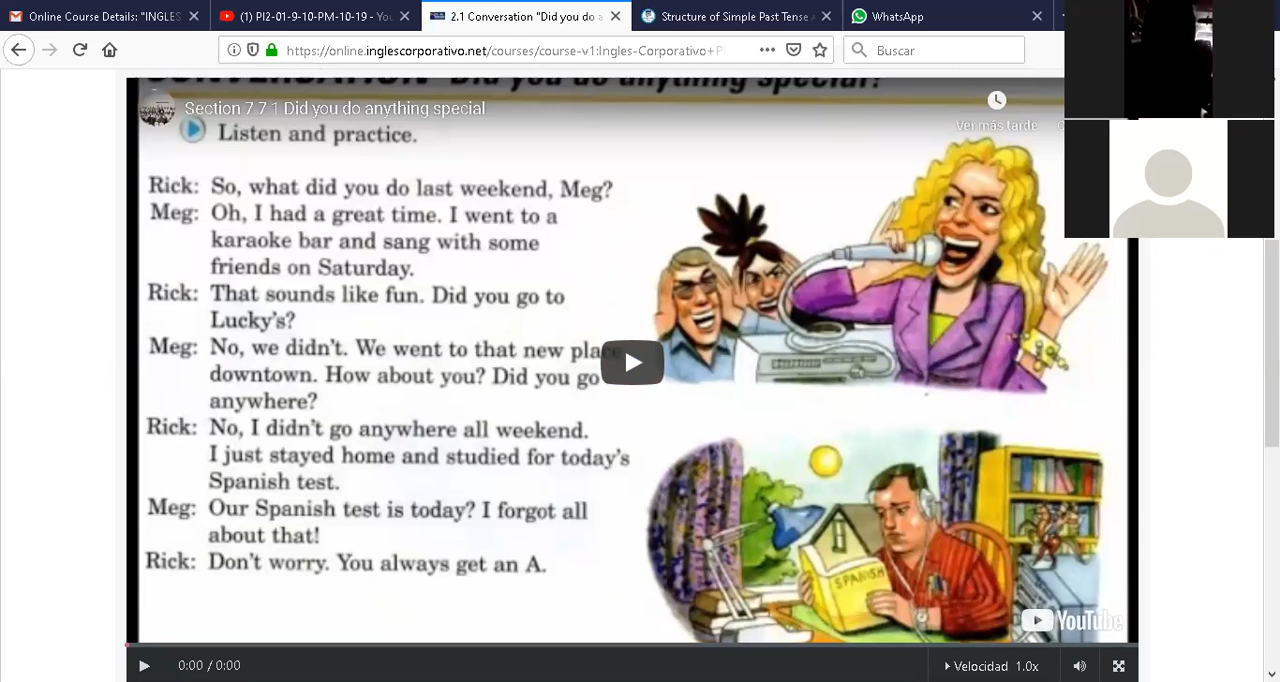 Online Course Details: "INGLES
(1) PI2-01-9-10-PM-10-19 - You
2.1 Conversation "Did you do a
Structure of Simple Past Tense
WhatsApp
https://online.inglescorporativo.net/courses/course-v1:Ingles-Corporativo+P
Buscar
CONVERSATION Did you do anything special?
Section 7 7 1 Did you do anything special
Ver más tarde
Listen and practice.
Rick: So, what did you do last weekend, Meg?
Meg: Oh, I had a great time. I went to a
karaoke bar and sang with some
friends on Saturday.
Rick: That sounds like fun. Did you go to
Lucky's?
Meg: No, we didn't. We went to that new place
downtown. How about you? Did you go
anywhere?
Rick: No, I didn't go anywhere all weekend.
I just stayed home and studied for today's
Spanish test.
Meg: Our Spanish test is today? I forgot all
about that!
Rick: Don't worry. You always get an A.
SPANISH
YouTube
0:00 / 0:00
Velocidad 1.0x